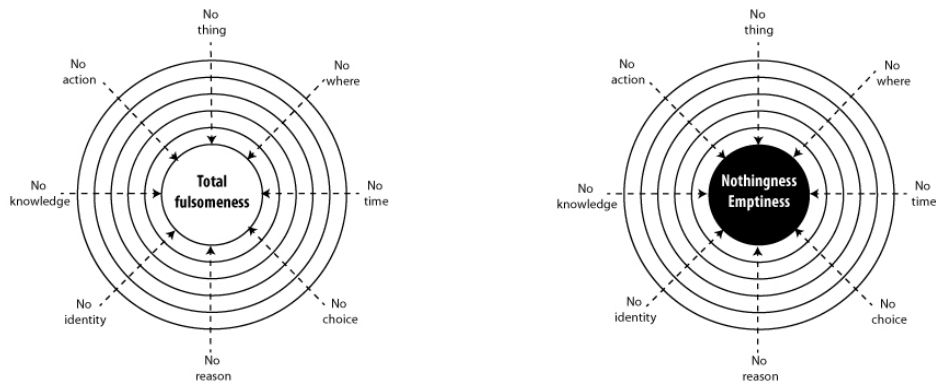 No
thing
No
action
No
where
No
knowledge
Total
fulsomeness
No
time
No
identity
No
choice
No
reason
No
thing
No
action
No
where
No
knowledge
Nothingness
Emptiness
No
time
No
identity
No
choice
No
reason